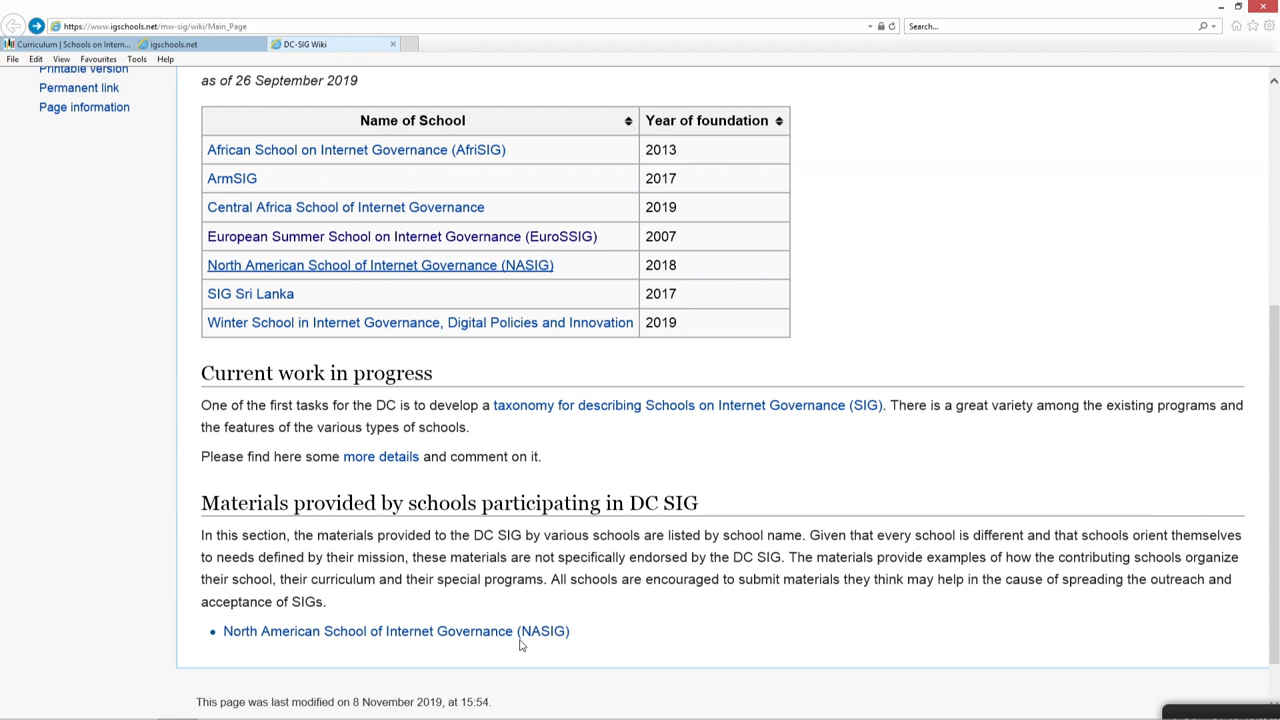 https://www.igschools.net/mw-sig/wiki/Main_Page
Search...
Curriculum | Schools on Intern...
igschools.net
DC-SIG Wiki
File Edit View Favourites Tools Help
Printable version
Permanent link
Page information
as of 26 September 2019
Name of School Year of foundation
African School on Internet Governance (AfriSIG) 2013
ArmSIG 2017
Central Africa School of Internet Governance 2019
European Summer School on Internet Governance (EuroSSIG) 2007
North American School of Internet Governance (NASIG) 2018
SIG Sri Lanka 2017
Winter School in Internet Governance, Digital Policies and Innovation 2019
Current work in progress
One of the first tasks for the DC is to develop a taxonomy for describing Schools on Internet Governance (SIG). There is a great variety among the existing programs and
the features of the various types of schools.
Please find here some more details and comment on it.
Materials provided by schools participating in DC SIG
In this section, the materials provided to the DC SIG by various schools are listed by school name. Given that every school is different and that schools orient themselves
to needs defined by their mission, these materials are not specifically endorsed by the DC SIG. The materials provide examples of how the contributing schools organize
their school, their curriculum and their special programs. All schools are encouraged to submit materials they think may help in the cause of spreading the outreach and
acceptance of SIGs.
• North American School of Internet Governance (NASIG)
This page was last modified on 8 November 2019, at 15:54.